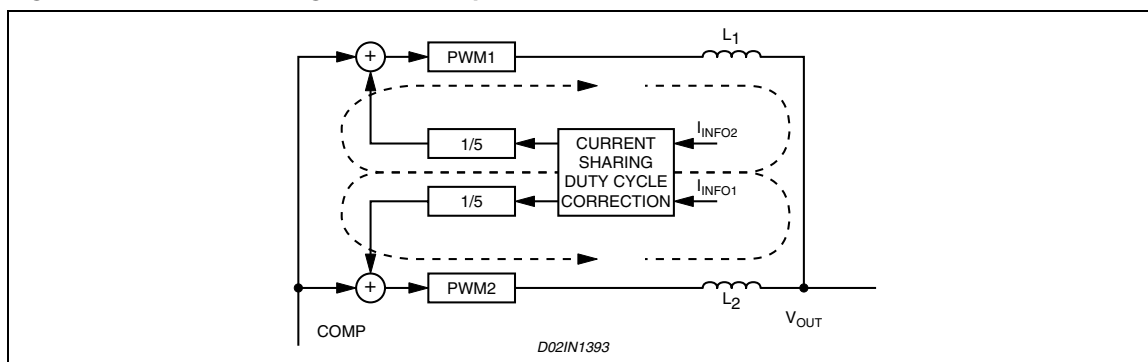 L1
+
PWM1
1/5
CURRENT
SHARING
DUTY CYCLE
CORRECTION
IINFO2
1/5
IINFO1
+
PWM2
L2
VOUT
COMP
D02IN1393